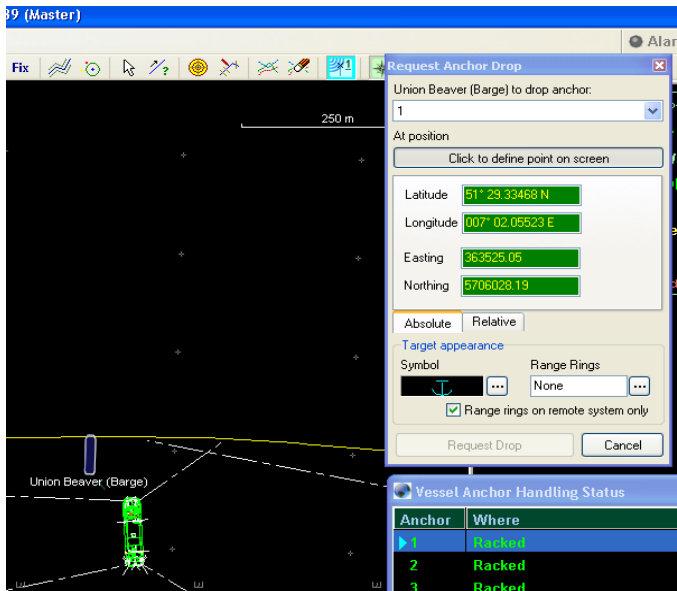 39 (Master)
Alar
Fix
?
1
Request Anchor Drop
Union Beaver (Barge) to drop anchor:
250 m
1
At position
Click to define point on screen
Latitude 51° 29.33468 N
Longitude 007° 02.05523 E
Easting 363525.05
Northing 5706028.19
Absolute Relative
Target appearance
Symbol Range Rings
... None ...
Range rings on remote system only
Request Drop Cancel
Union Beaver (Barge)
Vessel Anchor Handling Status
Anchor Where
1 Racked
2 Racked
3 Racked